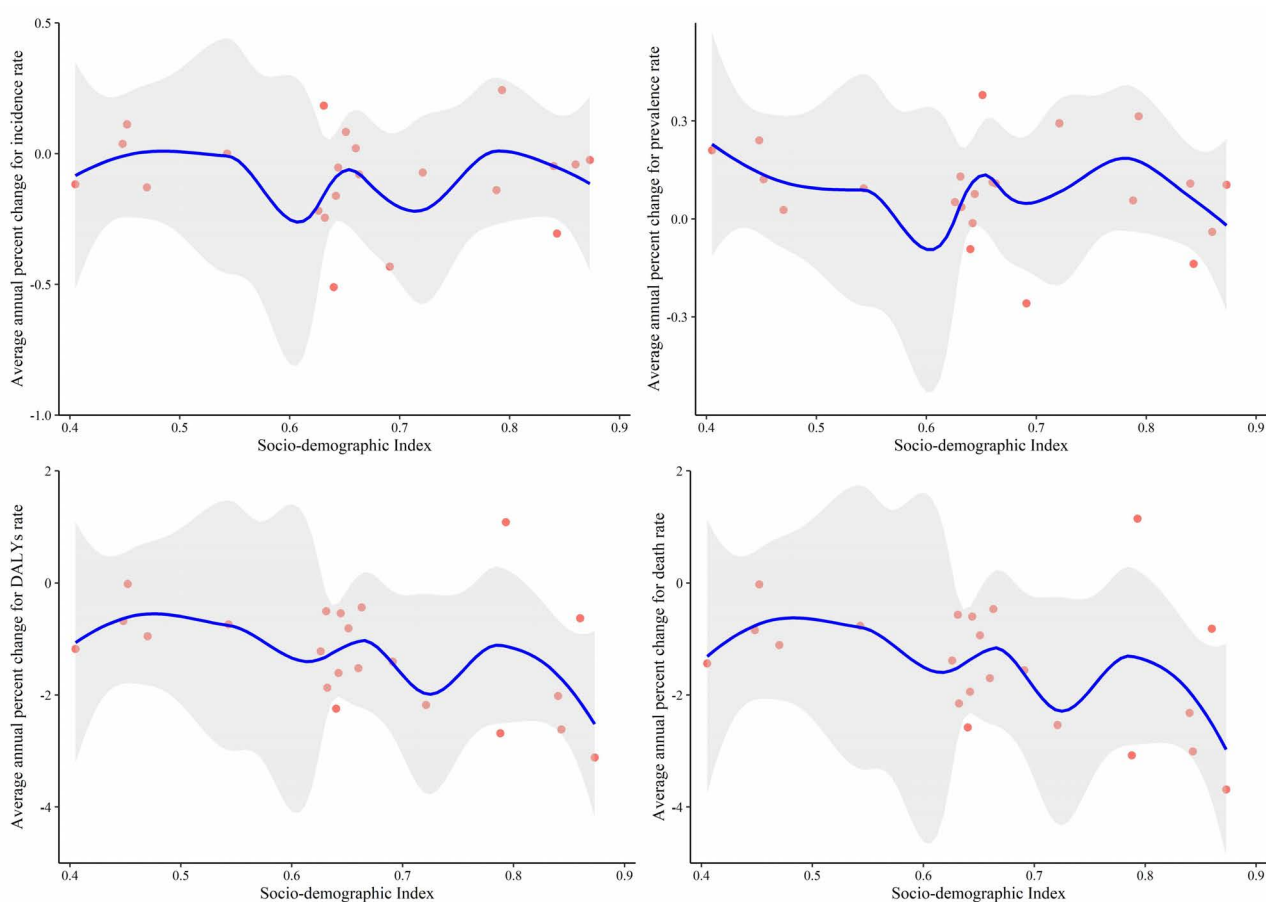 Average annual percent change for incidence rate
0.5
0.0
-0.5
-1.0
0.4 0.5 0.6 0.7 0.8 0.9
Socio-demographic Index
Average annual percent change for prevalence rate
0.3
0.0
-0.3
0.4 0.5 0.6 0.7 0.8 0.9
Socio-demographic Index
Average annual percent change for DALYs rate
2
0
-2
-4
0.4 0.5 0.6 0.7 0.8 0.9
Socio-demographic Index
Average annual percent change for death rate
2
0
-2
-4
0.4 0.5 0.6 0.7 0.8 0.9
Socio-demographic Index